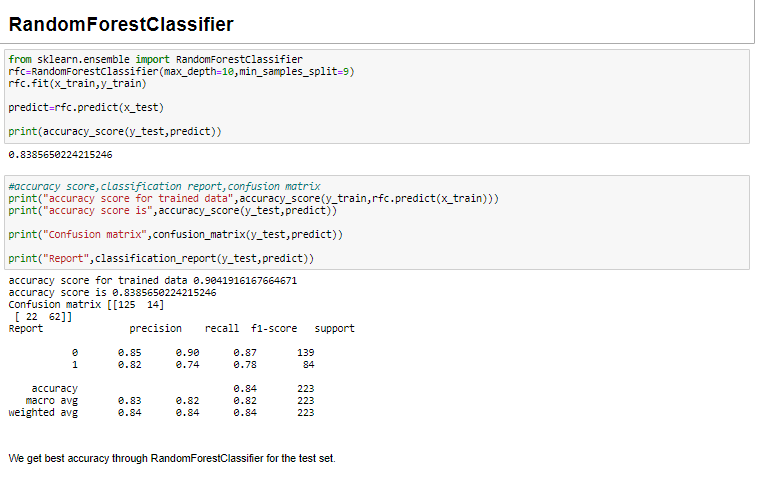 RandomForestClassifier
from sklearn.ensemble import RandomForestClassifier
rfc=RandomForestClassifier(max_depth=10,min_samples_split=9)
rfc.fit(x_train,y_train)
predict=rfc.predict(x_test)
print(accuracy_score(y_test,predict))
0.8385650224215246
#accuracy score,classification report,confusion matrix
print("accuracy score for trained data",accuracy_score(y_train,rfc.predict(x_train)))
print("accuracy score is",accuracy_score(y_test,predict))
print("Confusion matrix",confusion_matrix(y_test,predict))
print("Report",classification_report(y_test,predict))
accuracy score for trained data 0.9041916167664671
accuracy score is 0.8385650224215246
Confusion matrix [[125  14]
 [ 22  62]]
Report               precision    recall  f1-score   support
0       0.85      0.90      0.87       139
1       0.82      0.74      0.78        84
accuracy                           0.84       223
macro avg       0.83      0.82      0.82       223
weighted avg       0.84      0.84      0.84       223
We get best accuracy through RandomForestClassifier for the test set.